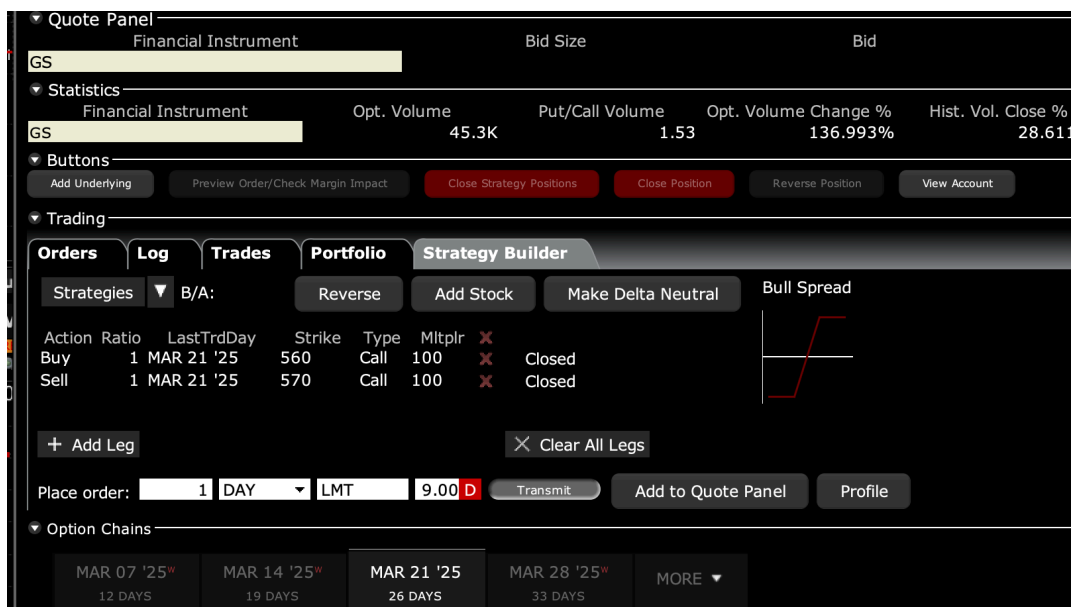 Quote Panel
Financial Instrument Bid Size Bid
GS
Statistics
Financial Instrument Opt. Volume Put/Call Volume Opt. Volume Change % Hist. Vol. Close %
GS 45.3K 1.53 136.993% 28.611
Buttons
Add Underlying Preview Order/Check Margin Impact Close Strategy Positions Close Position Reverse Position View Account
Trading
Orders Log Trades Portfolio Strategy Builder
Strategies ▼ B/A: Reverse Add Stock Make Delta Neutral Bull Spread
Action Ratio LastTrdDay Strike Type Mltplr
Buy 1 MAR 21 '25 560 Call 100 Closed
Sell 1 MAR 21 '25 570 Call 100 Closed
+ Add Leg Clear All Legs
Place order: 1 DAY LMT 9.00 D Transmit Add to Quote Panel Profile
Option Chains
MAR 07 '25W MAR 14 '25W MAR 21 '25 MAR 28 '25W MORE ▼
12 DAYS 19 DAYS 26 DAYS 33 DAYS